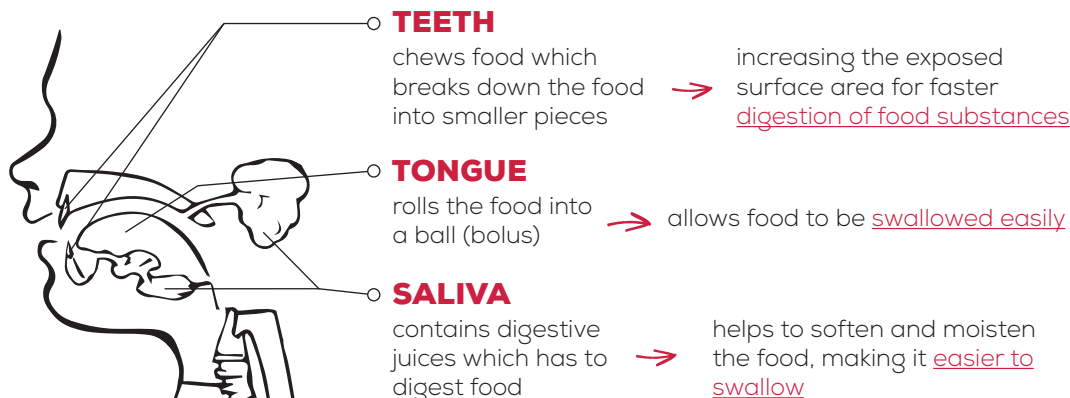 TEETH
chews food which
breaks down the food
into smaller pieces
increasing the exposed
surface area for faster
digestion of food substances
TONGUE
rolls the food into
a ball (bolus)
allows food to be swallowed easily
SALIVA
contains digestive
juices which has to
digest food
helps to soften and moisten
the food, making it easier to
swallow